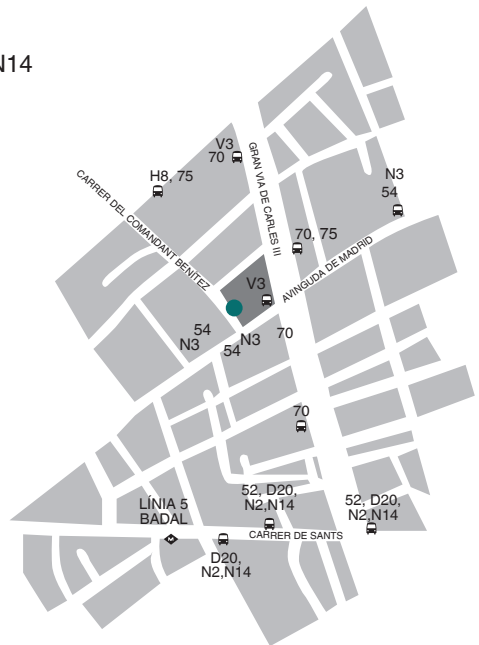 N14
V3
70
H8, 75
N3
54
GRAN VIA DE CARLES III
CARRER DEL COMANDANT BENÍTEZ
70, 75
AVINGUDA DE MADRID
V3
54
N3
N3
54
70
70
LÍNIA 5
BADAL
52, D20,
N2,N14
52, D20,
N2,N14
CARRER DE SANTS
D20,
N2,N14